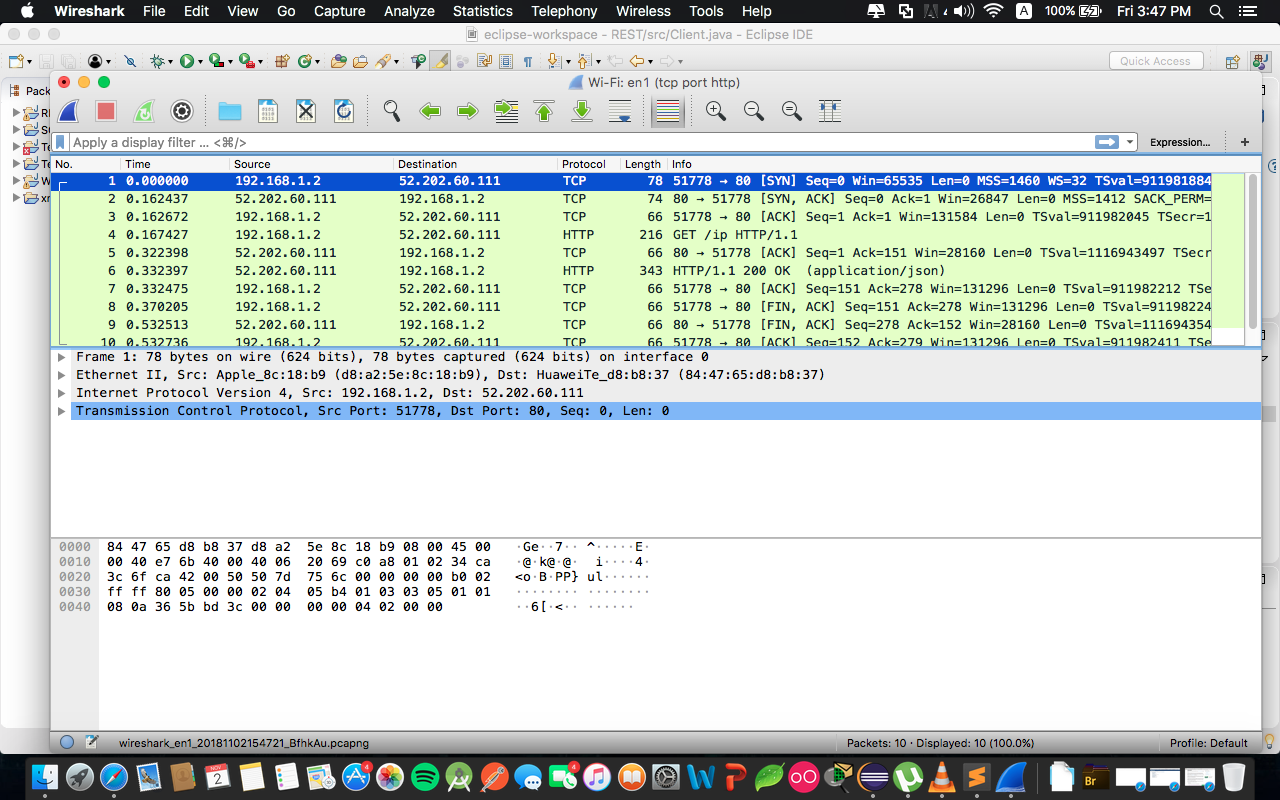 Wireshark File Edit View Go Capture Analyze Statistics Telephony Wireless Tools Help A 100% Fri 3:47 PM
eclipse-workspace - REST/src/Client.java - Eclipse IDE
Quick Access
Pack
Wi-Fi: en1 (tcp port http)
Apply a display filter ... <⌘/> Expression... +
No. Time Source Destination Protocol Length Info
1 0.000000 192.168.1.2 52.202.60.111 TCP 78 51778 → 80 [SYN] Seq=0 Win=65535 Len=0 MSS=1460 WS=32 TSval=911981884
2 0.162437 52.202.60.111 192.168.1.2 TCP 74 80 → 51778 [SYN, ACK] Seq=0 Ack=1 Win=26847 Len=0 MSS=1412 SACK_PERM=
3 0.162672 192.168.1.2 52.202.60.111 TCP 66 51778 → 80 [ACK] Seq=1 Ack=1 Win=131584 Len=0 TSval=911982045 TSecr=1
4 0.167427 192.168.1.2 52.202.60.111 HTTP 216 GET /ip HTTP/1.1
5 0.322398 52.202.60.111 192.168.1.2 TCP 66 80 → 51778 [ACK] Seq=1 Ack=151 Win=28160 Len=0 TSval=1116943497 TSecr
6 0.332397 52.202.60.111 192.168.1.2 HTTP 343 HTTP/1.1 200 OK (application/json)
7 0.332475 192.168.1.2 52.202.60.111 TCP 66 51778 → 80 [ACK] Seq=151 Ack=278 Win=131296 Len=0 TSval=911982212 TSe
8 0.370205 192.168.1.2 52.202.60.111 TCP 66 51778 → 80 [FIN, ACK] Seq=151 Ack=278 Win=131296 Len=0 TSval=91198224
9 0.532513 52.202.60.111 192.168.1.2 TCP 66 80 → 51778 [FIN, ACK] Seq=278 Ack=152 Win=28160 Len=0 TSval=111694354
10 0.532736 192.168.1.2 52.202.60.111 TCP 66 51778 → 80 [ACK] Seq=152 Ack=279 Win=131296 Len=0 TSval=911982411 TSe
Frame 1: 78 bytes on wire (624 bits), 78 bytes captured (624 bits) on interface 0
Ethernet II, Src: Apple_8c:18:b9 (d8:a2:5e:8c:18:b9), Dst: HuaweiTe_d8:b8:37 (84:47:65:d8:b8:37)
Internet Protocol Version 4, Src: 192.168.1.2, Dst: 52.202.60.111
Transmission Control Protocol, Src Port: 51778, Dst Port: 80, Seq: 0, Len: 0
0000 84 47 65 d8 b8 37 d8 a2 5e 8c 18 b9 08 00 45 00 ·Ge··7·· ^·····E·
0010 00 40 e7 6b 40 00 40 06 20 69 c0 a8 01 02 34 ca ·@·k@·@· i····4·
0020 3c 6f ca 42 00 50 50 7d 75 6c 00 00 00 00 b0 02 <o·B·PP} ul······
0030 ff ff 80 05 00 00 02 04 05 b4 01 03 03 05 01 01 ········ ········
0040 08 0a 36 5b bd 3c 00 00 00 00 04 02 00 00 ··6[·<·· ······
wireshark_en1_20181102154721_BfhkAu.pcapng Packets: 10 · Displayed: 10 (100.0%) Profile: Default
NOV
2
4
4
Br